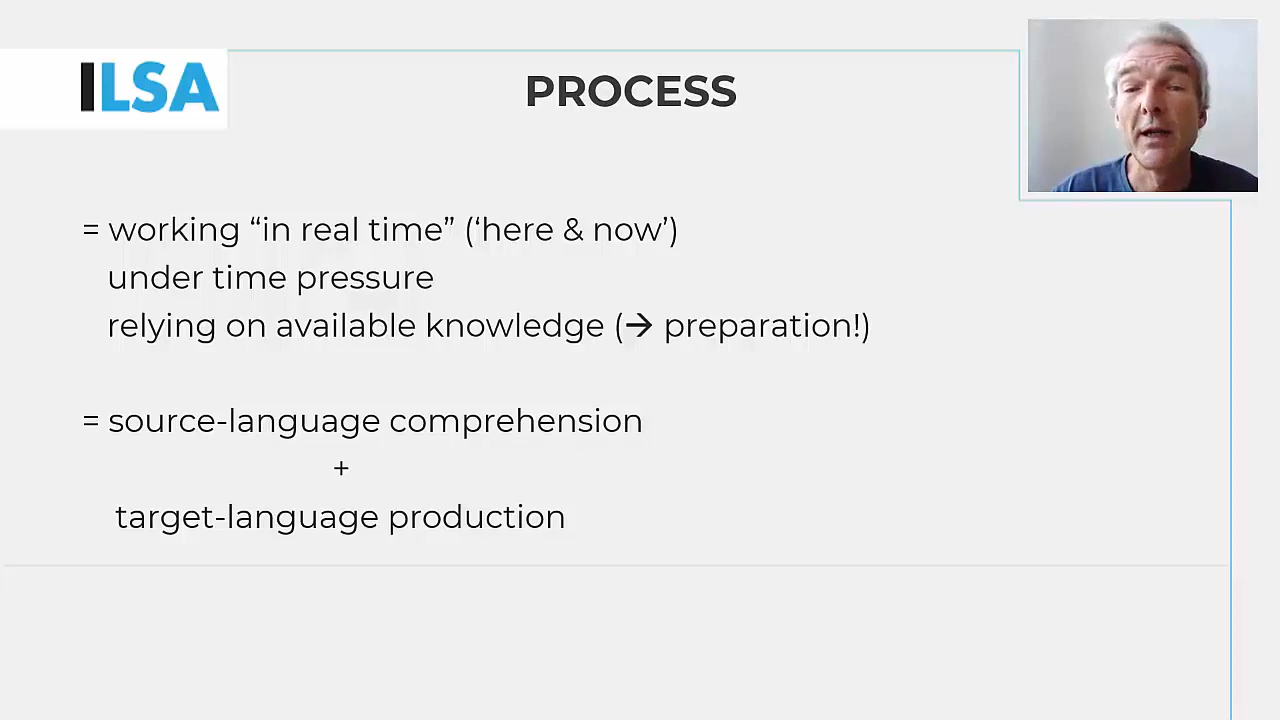 ILSA
PROCESS
= working “in real time” (‘here & now’)
under time pressure
relying on available knowledge (→ preparation!)
= source-language comprehension
+
target-language production